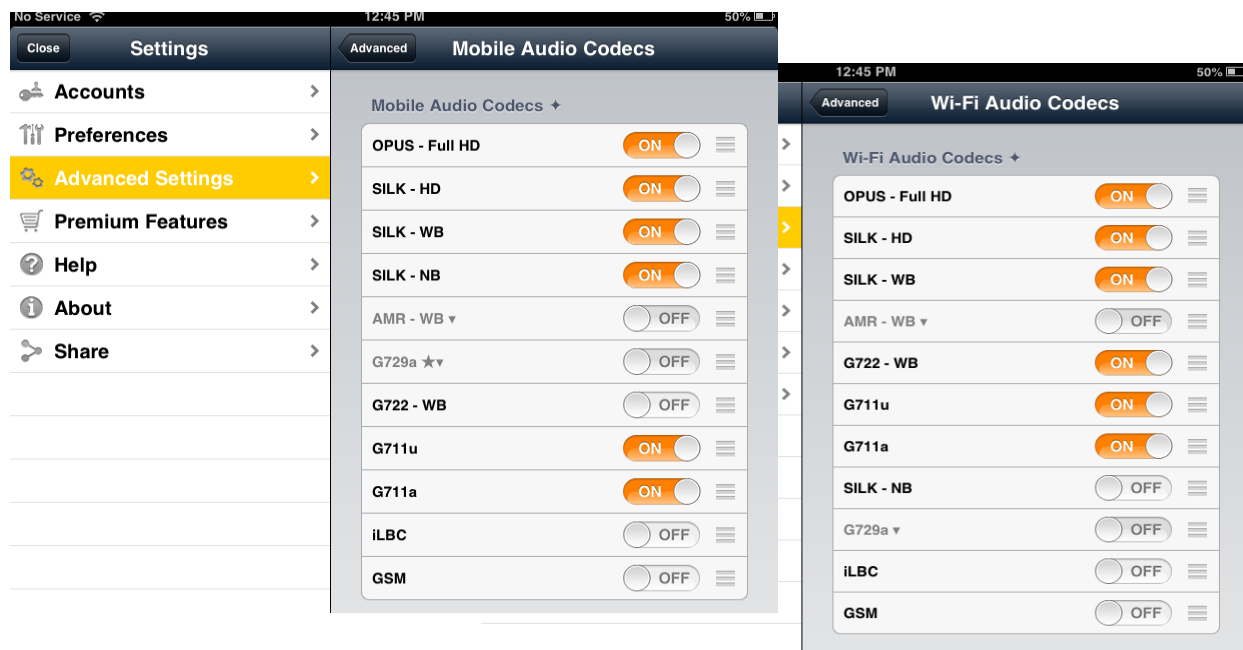 No Service 12:45 PM 50%
Close Settings
Accounts
Preferences
Advanced Settings
Premium Features
Help
About
Share
Advanced Mobile Audio Codecs
Mobile Audio Codecs ✦
OPUS - Full HD ON
SILK - HD ON
SILK - WB ON
SILK - NB ON
AMR - WB ▾ OFF
G729a ★▾ OFF
G722 - WB OFF
G711u ON
G711a ON
iLBC OFF
GSM OFF
12:45 PM 50%
Advanced Wi-Fi Audio Codecs
Wi-Fi Audio Codecs ✦
OPUS - Full HD ON
SILK - HD ON
SILK - WB ON
AMR - WB ▾ OFF
G722 - WB ON
G711u ON
G711a ON
SILK - NB OFF
G729a ▾ OFF
iLBC OFF
GSM OFF